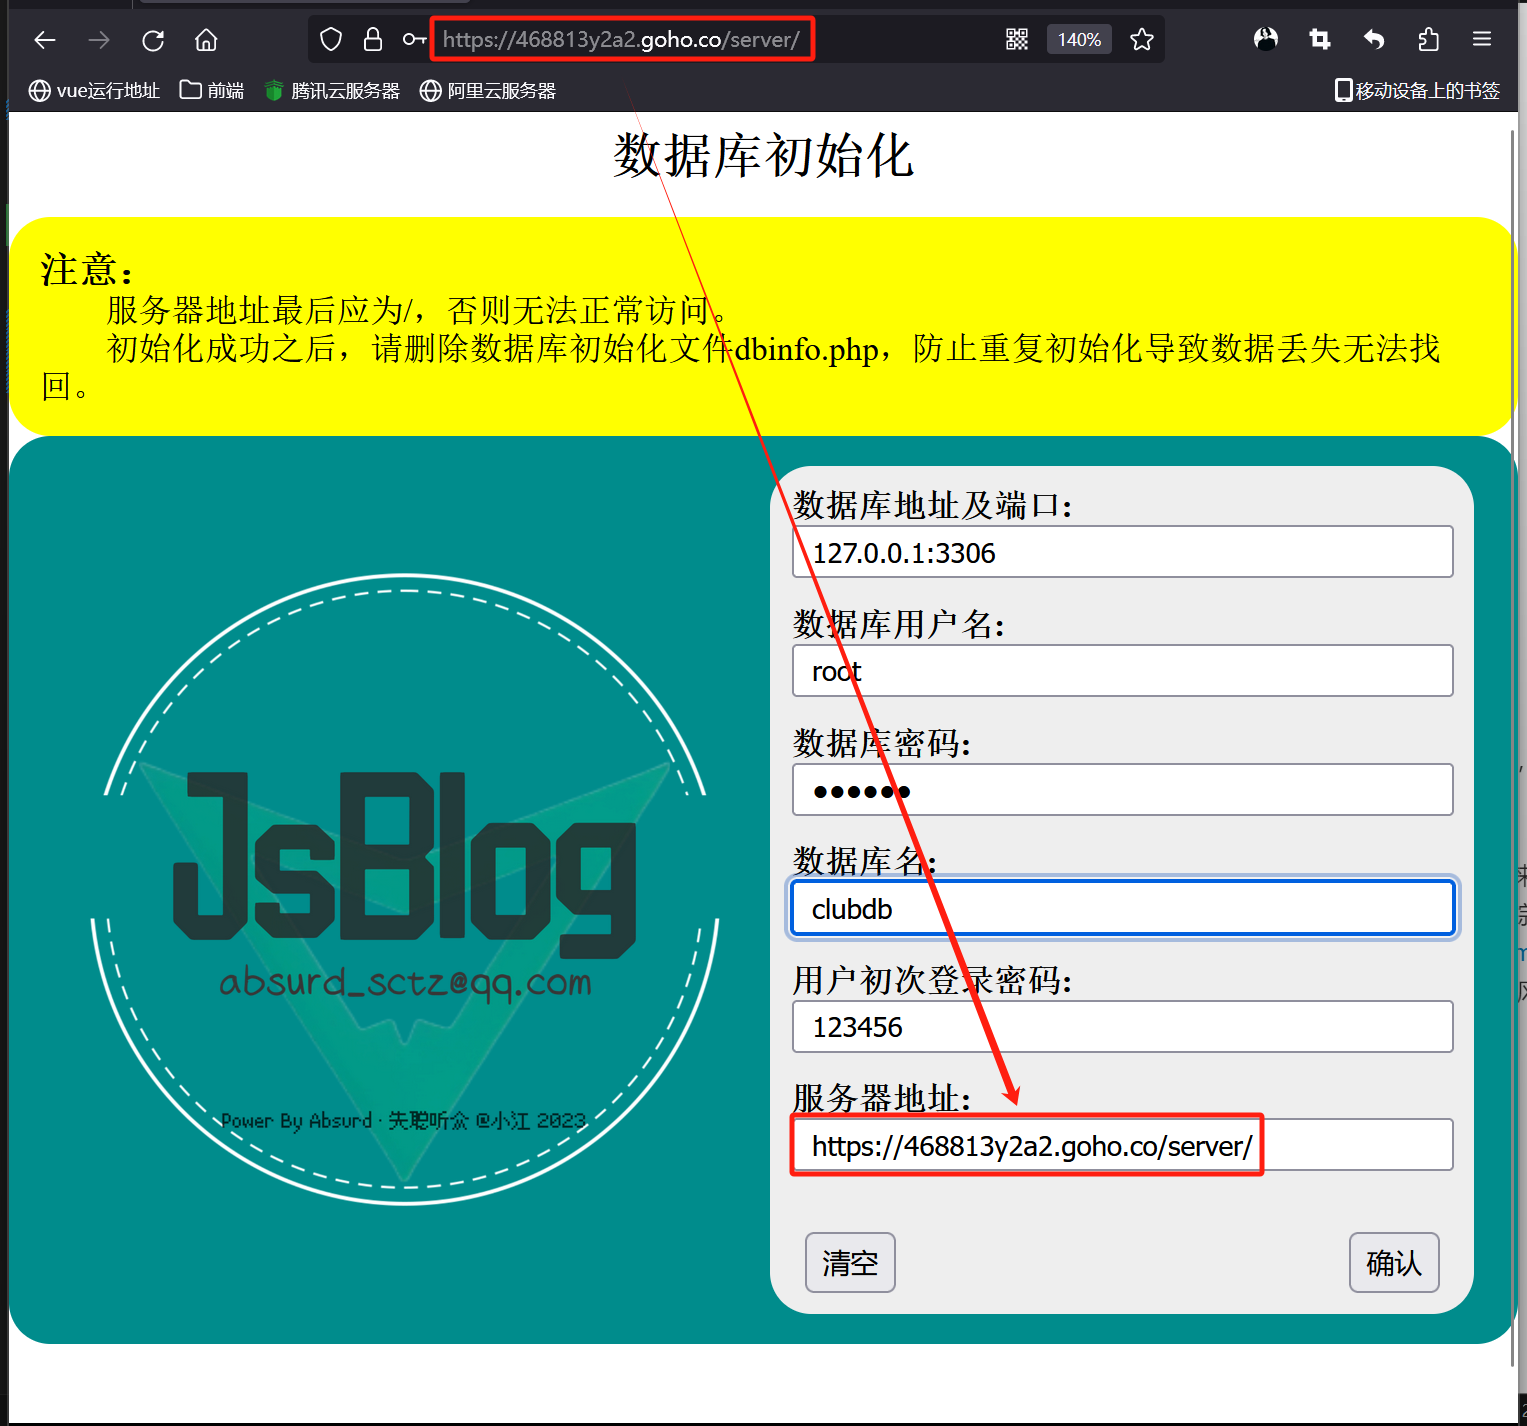 https://468813y2a2.goho.co/server/
140%
vue运行地址 前端 腾讯云服务器 阿里云服务器 移动设备上的书签
数据库初始化
注意：
服务器地址最后应为/，否则无法正常访问。
初始化成功之后，请删除数据库初始化文件dbinfo.php，防止重复初始化导致数据丢失无法找
回。
JsBlog
absurd_sctz@qq.com
Power By Absurd · 失聪听众 @小江 2023
数据库地址及端口：
127.0.0.1:3306
数据库用户名：
root
数据库密码：
●●●●●●
数据库名：
clubdb
用户初次登录密码：
123456
服务器地址：
https://468813y2a2.goho.co/server/
清空 确认